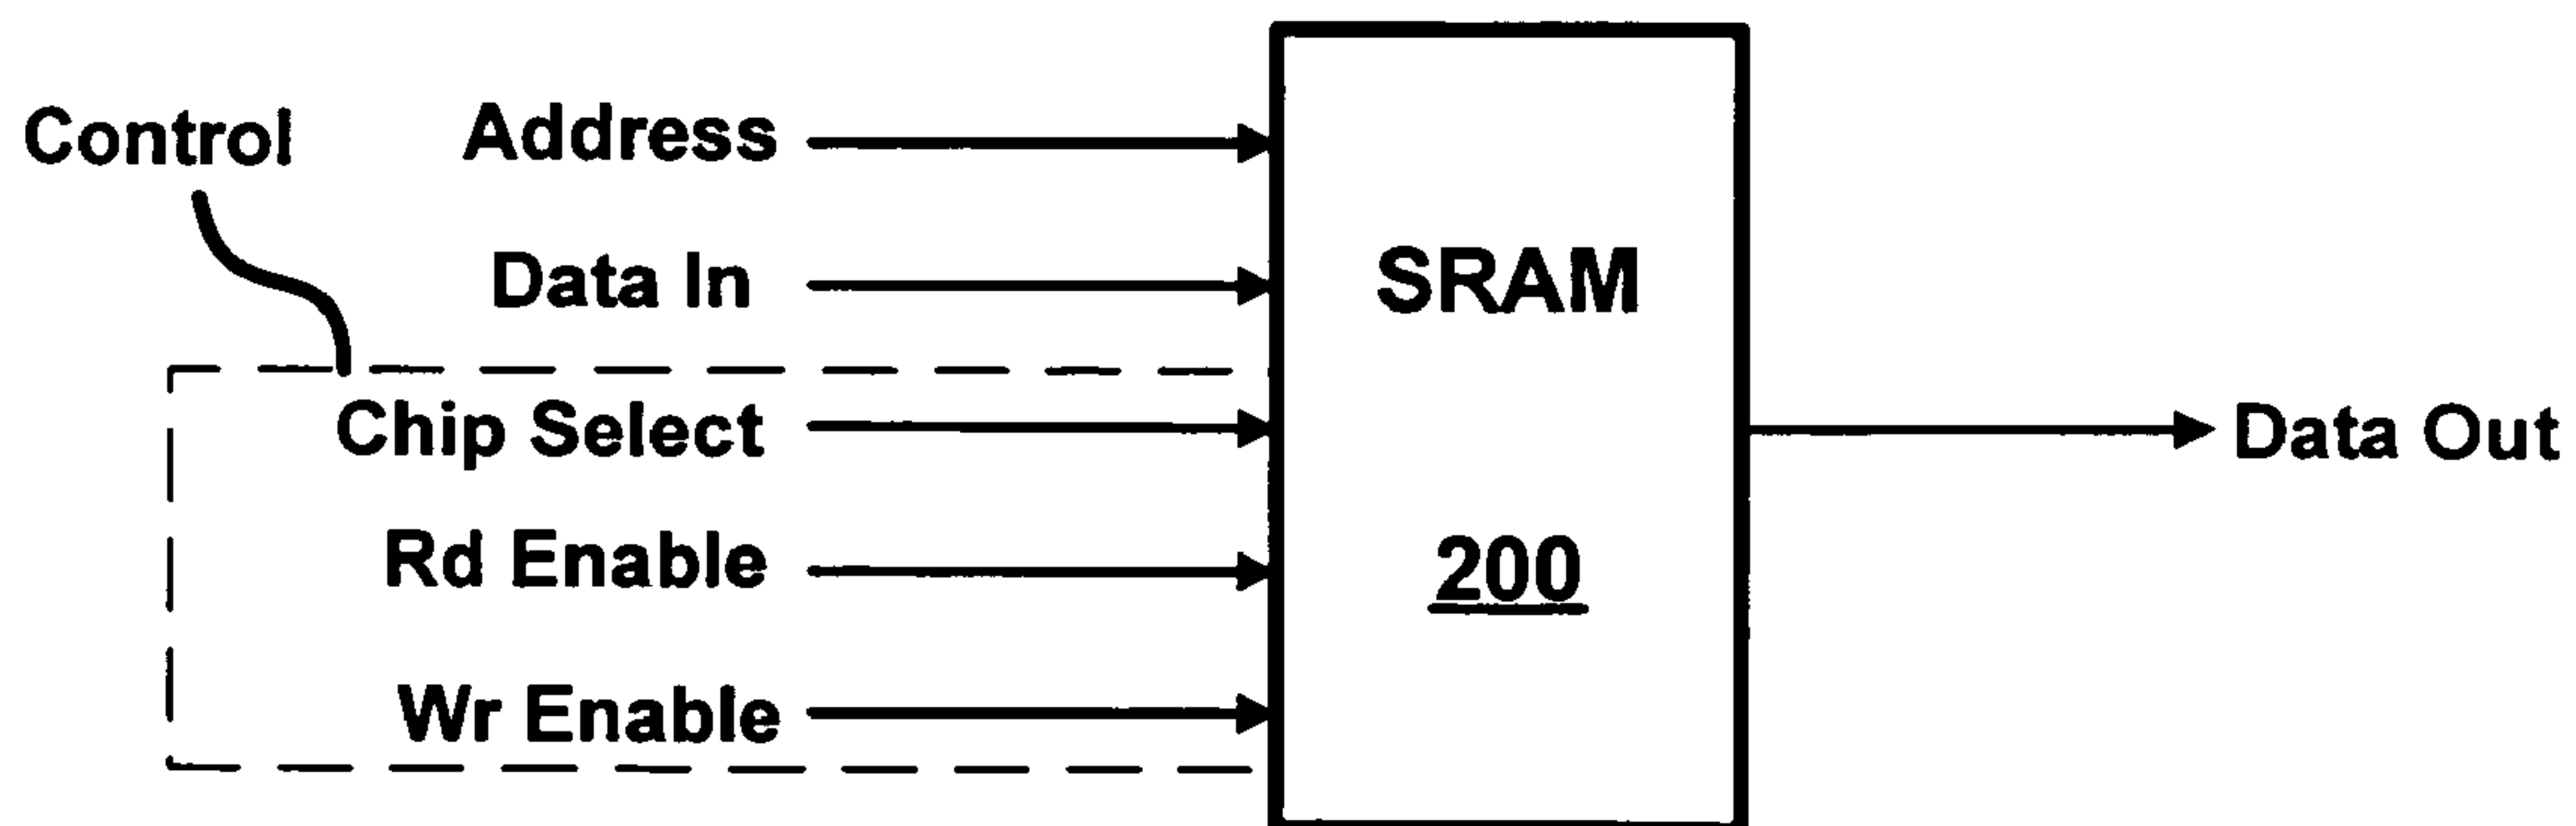 Control
Address
Data In
Chip Select
Rd Enable
Wr Enable
SRAM
200
Data Out